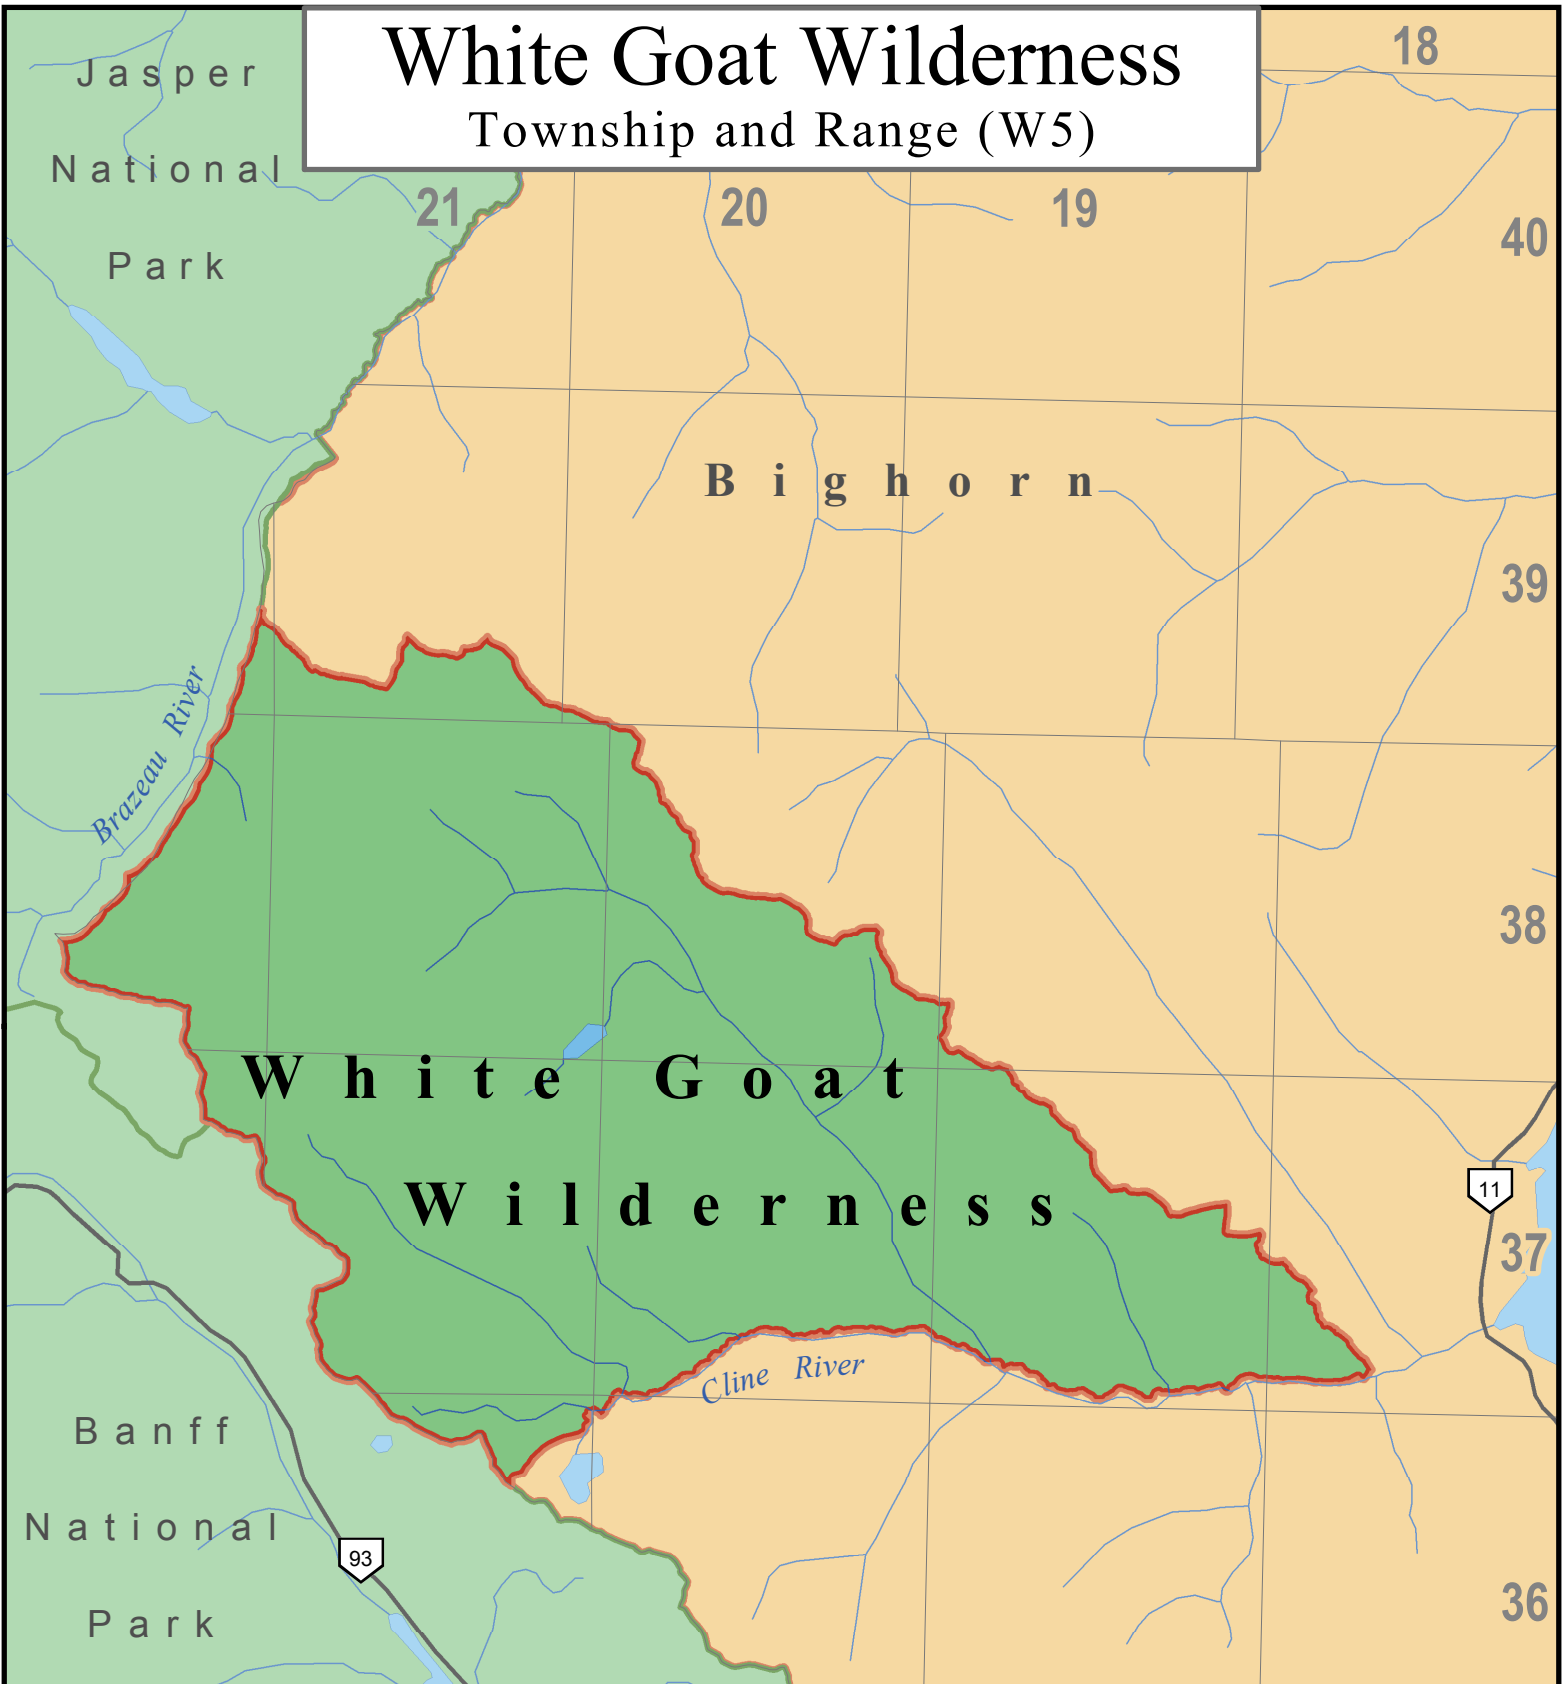 White Goat Wilderness
Township and Range (W5)
18
Jasper
National
Park
21
20
19
40
Bighorn
39
Brazeau River
38
White Goat
Wilderness
11
37
Cline River
Banff
National
Park
93
36